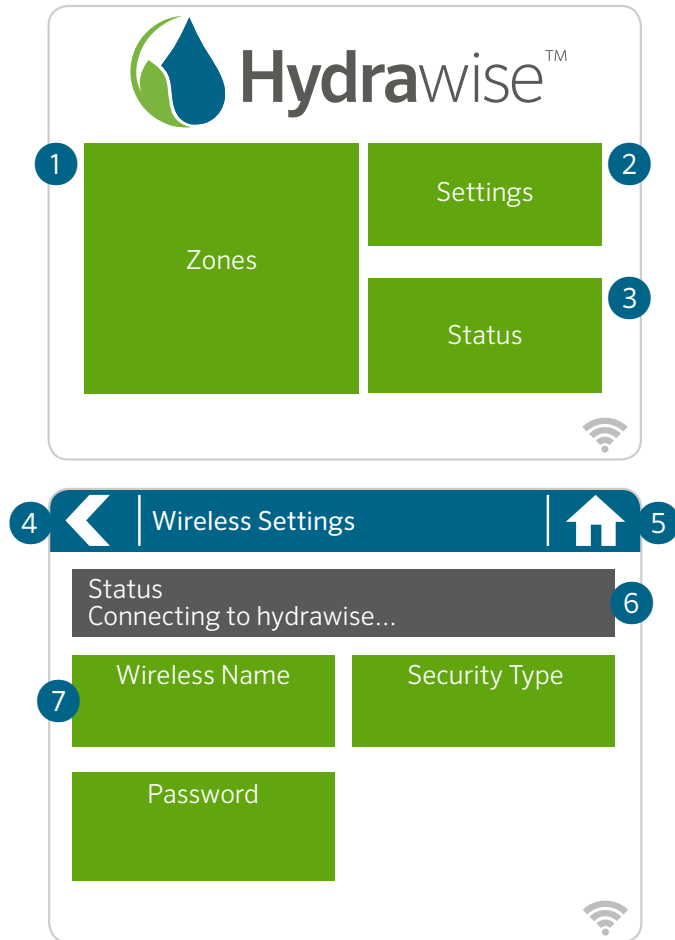 Hydrawise™
1
2
Settings
Zones
3
Status
4
Wireless Settings
5
Status
Connecting to hydrawise...
6
Wireless Name
Security Type
7
Password